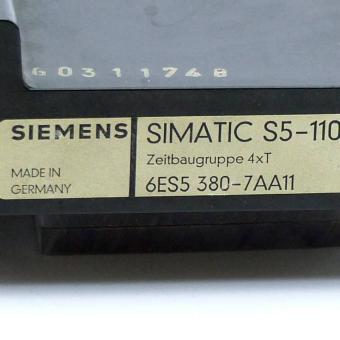 G0311748
SIEMENS
MADE IN
GERMANY
SIMATIC S5-110
Zeitbaugruppe 4xT
6ES5 380-7AA11